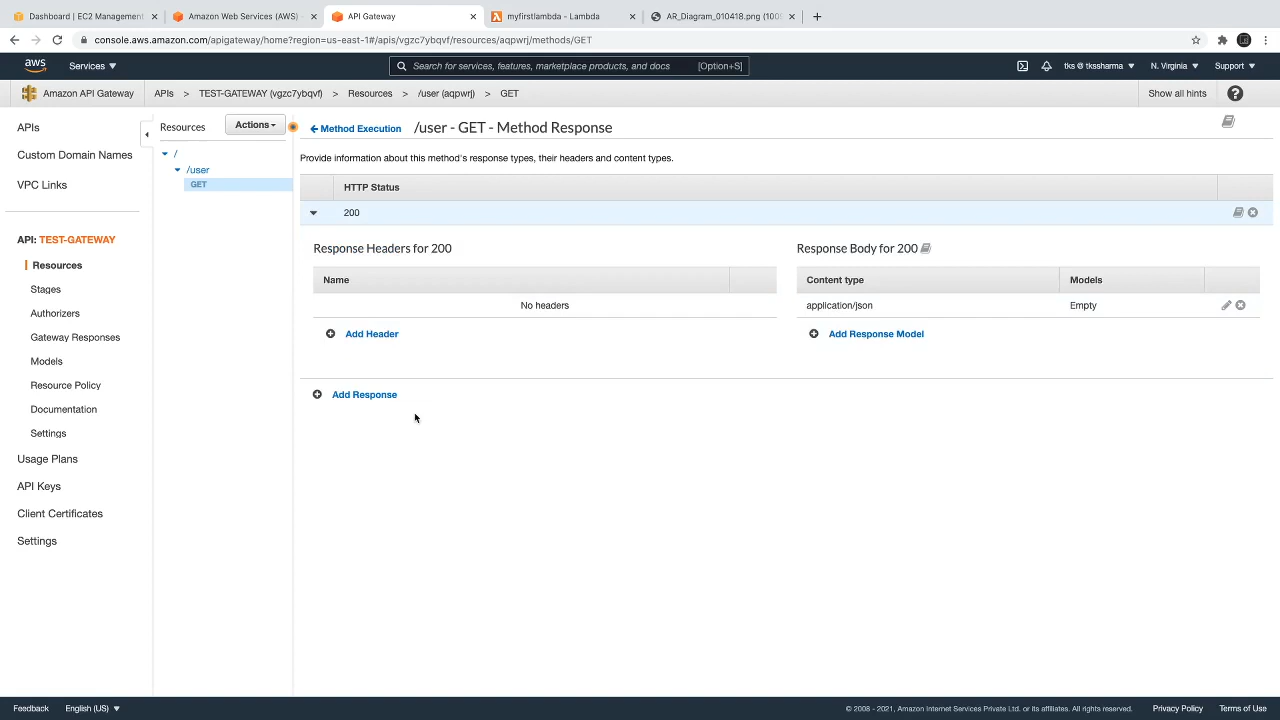 Dashboard | EC2 Management
Amazon Web Services (AWS) -
API Gateway
myfirstlambda - Lambda
AR_Diagram_010418.png (100
console.aws.amazon.com/apigateway/home?region=us-east-1#/apis/vgzc7ybqvf/resources/aqpwrj/methods/GET
aws
Services
Search for services, features, marketplace products, and docs
[Option+S]
tks @ tkssharma
N. Virginia
Support
Amazon API Gateway
APIs > TEST-GATEWAY (vgzc7ybqvf) > Resources > /user (aqpwrj) > GET
Show all hints
?
APIs
Custom Domain Names
VPC Links
API: TEST-GATEWAY
Resources
Stages
Authorizers
Gateway Responses
Models
Resource Policy
Documentation
Settings
Usage Plans
API Keys
Client Certificates
Settings
Resources
Actions
/
/user
GET
Method Execution
/user - GET - Method Response
Provide information about this method's response types, their headers and content types.
HTTP Status
200
Response Headers for 200
Name
No headers
Add Header
Response Body for 200
Content type
Models
application/json
Empty
Add Response Model
Add Response
Feedback
English (US)
© 2008 - 2021, Amazon Internet Services Private Ltd. or its affiliates. All rights reserved.
Privacy Policy
Terms of Use